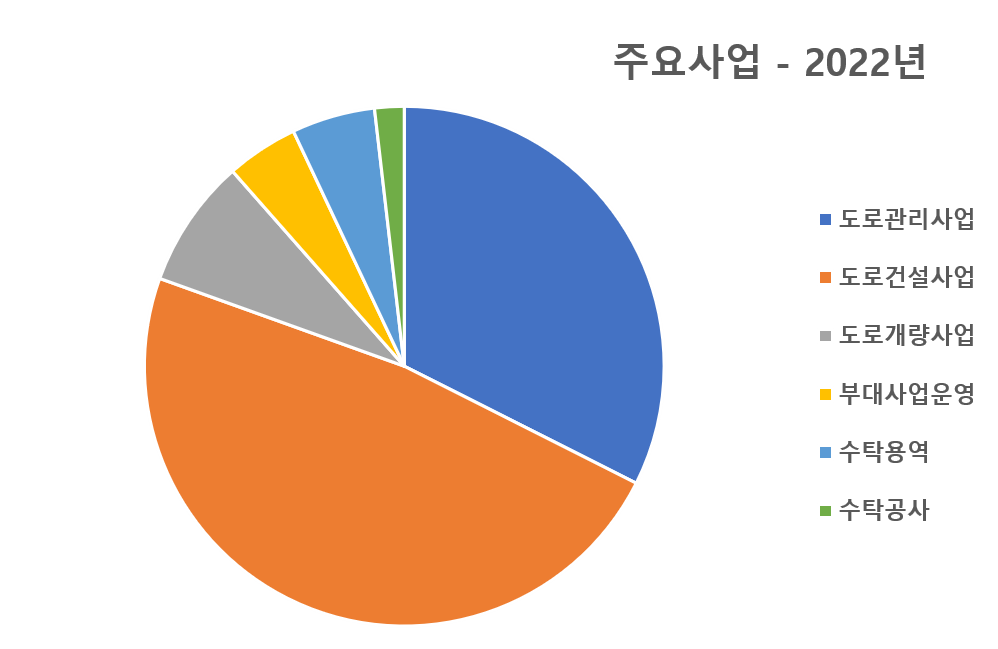 주요사업 - 2022년
도로관리사업
도로건설사업
도로개량사업
부대사업운영
수탁용역
수탁공사